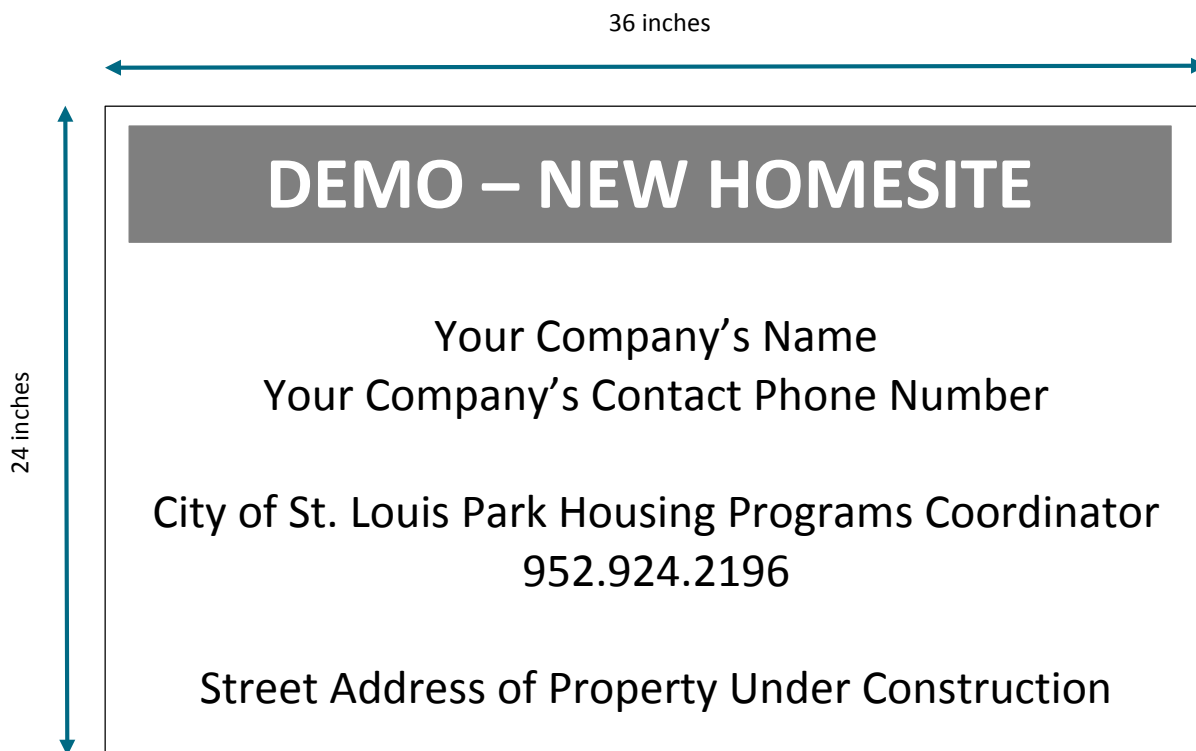 36 inches
24 inches
DEMO – NEW HOMESITE
Your Company’s Name
Your Company’s Contact Phone Number
City of St. Louis Park Housing Programs Coordinator
952.924.2196
Street Address of Property Under Construction